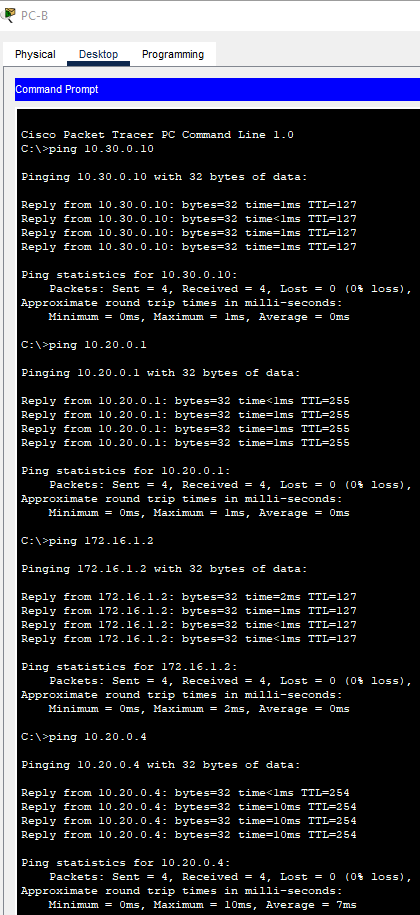 PC-B
Physical Desktop Programming
Command Prompt
Cisco Packet Tracer PC Command Line 1.0
C:\>ping 10.30.0.10
Pinging 10.30.0.10 with 32 bytes of data:
Reply from 10.30.0.10: bytes=32 time=1ms TTL=127
Reply from 10.30.0.10: bytes=32 time<1ms TTL=127
Reply from 10.30.0.10: bytes=32 time=1ms TTL=127
Reply from 10.30.0.10: bytes=32 time=1ms TTL=127
Ping statistics for 10.30.0.10:
Packets: Sent = 4, Received = 4, Lost = 0 (0% loss),
Approximate round trip times in milli-seconds:
Minimum = 0ms, Maximum = 1ms, Average = 0ms
C:\>ping 10.20.0.1
Pinging 10.20.0.1 with 32 bytes of data:
Reply from 10.20.0.1: bytes=32 time<1ms TTL=255
Reply from 10.20.0.1: bytes=32 time=1ms TTL=255
Reply from 10.20.0.1: bytes=32 time=1ms TTL=255
Reply from 10.20.0.1: bytes=32 time=1ms TTL=255
Ping statistics for 10.20.0.1:
Packets: Sent = 4, Received = 4, Lost = 0 (0% loss),
Approximate round trip times in milli-seconds:
Minimum = 0ms, Maximum = 1ms, Average = 0ms
C:\>ping 172.16.1.2
Pinging 172.16.1.2 with 32 bytes of data:
Reply from 172.16.1.2: bytes=32 time=2ms TTL=127
Reply from 172.16.1.2: bytes=32 time=1ms TTL=127
Reply from 172.16.1.2: bytes=32 time<1ms TTL=127
Reply from 172.16.1.2: bytes=32 time<1ms TTL=127
Ping statistics for 172.16.1.2:
Packets: Sent = 4, Received = 4, Lost = 0 (0% loss),
Approximate round trip times in milli-seconds:
Minimum = 0ms, Maximum = 2ms, Average = 0ms
C:\>ping 10.20.0.4
Pinging 10.20.0.4 with 32 bytes of data:
Reply from 10.20.0.4: bytes=32 time<1ms TTL=254
Reply from 10.20.0.4: bytes=32 time=10ms TTL=254
Reply from 10.20.0.4: bytes=32 time=10ms TTL=254
Reply from 10.20.0.4: bytes=32 time=10ms TTL=254
Ping statistics for 10.20.0.4:
Packets: Sent = 4, Received = 4, Lost = 0 (0% loss),
Approximate round trip times in milli-seconds:
Minimum = 0ms, Maximum = 10ms, Average = 7ms